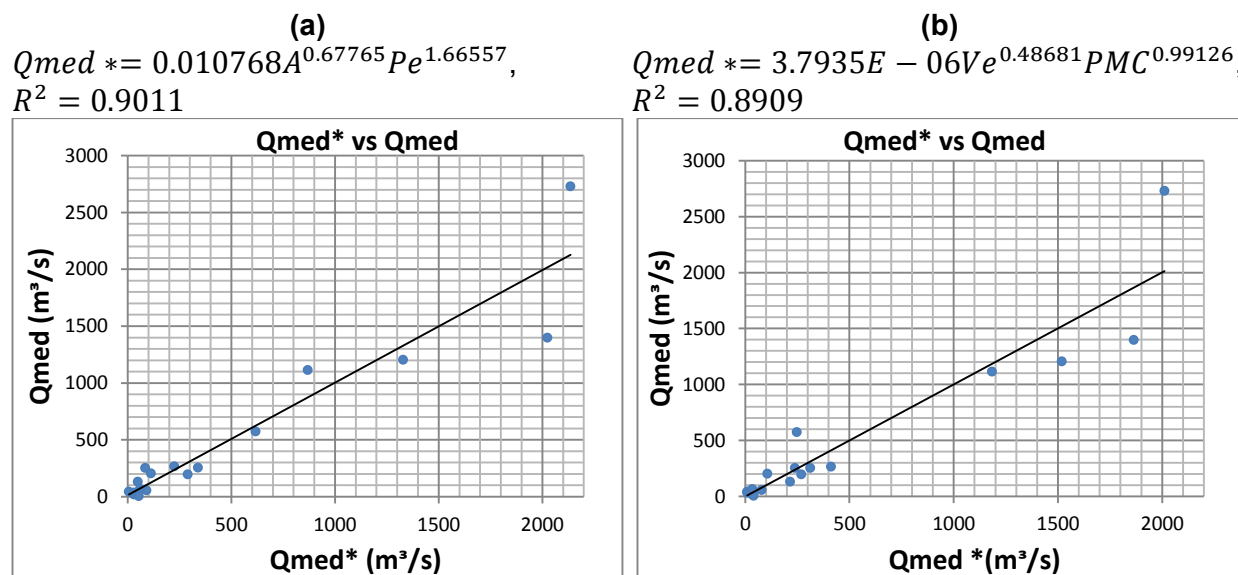 (a)
Qmed ∗= 0.010768A^0.67765 Pe^1.66557,
R² = 0.9011
Qmed* vs Qmed
3000
2500
2000
1500
1000
500
0
Qmed (m³/s)
0 500 1000 1500 2000
Qmed* (m³/s)
(b)
Qmed ∗= 3.7935E − 06Ve^0.48681 PMC^0.99126,
R² = 0.8909
Qmed* vs Qmed
3000
2500
2000
1500
1000
500
0
Qmed (m³/s)
0 500 1000 1500 2000
Qmed *(m³/s)